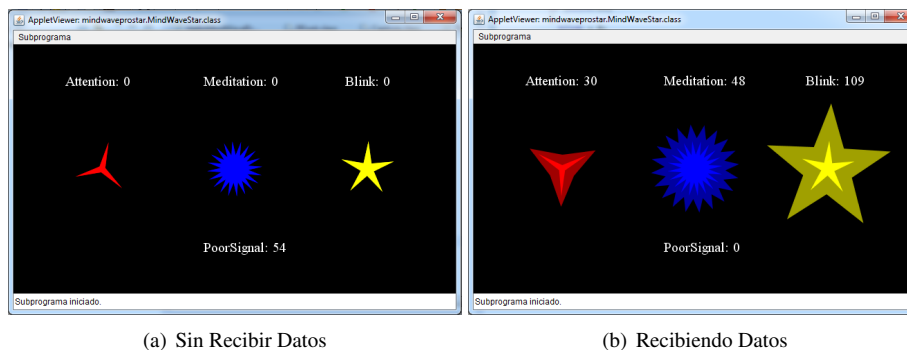 AppletViewer: mindwaveprostar.MindWaveStar.class
Subprograma
Attention: 0 Meditation: 0 Blink: 0
PoorSignal: 54
Subprograma iniciado.
(a) Sin Recibir Datos
AppletViewer: mindwaveprostar.MindWaveStar.class
Subprograma
Attention: 30 Meditation: 48 Blink: 109
PoorSignal: 0
Subprograma iniciado.
(b) Recibiendo Datos